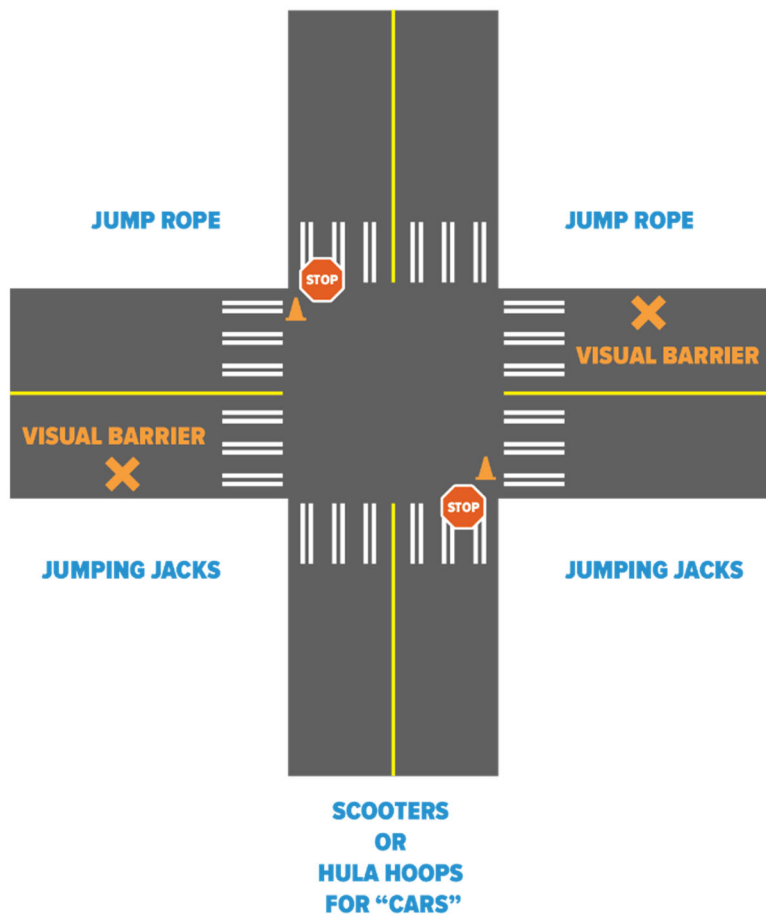 JUMP ROPE
JUMP ROPE
STOP
VISUAL BARRIER
VISUAL BARRIER
STOP
JUMPING JACKS
JUMPING JACKS
SCOOTERS
OR
HULA HOOPS
FOR “CARS”